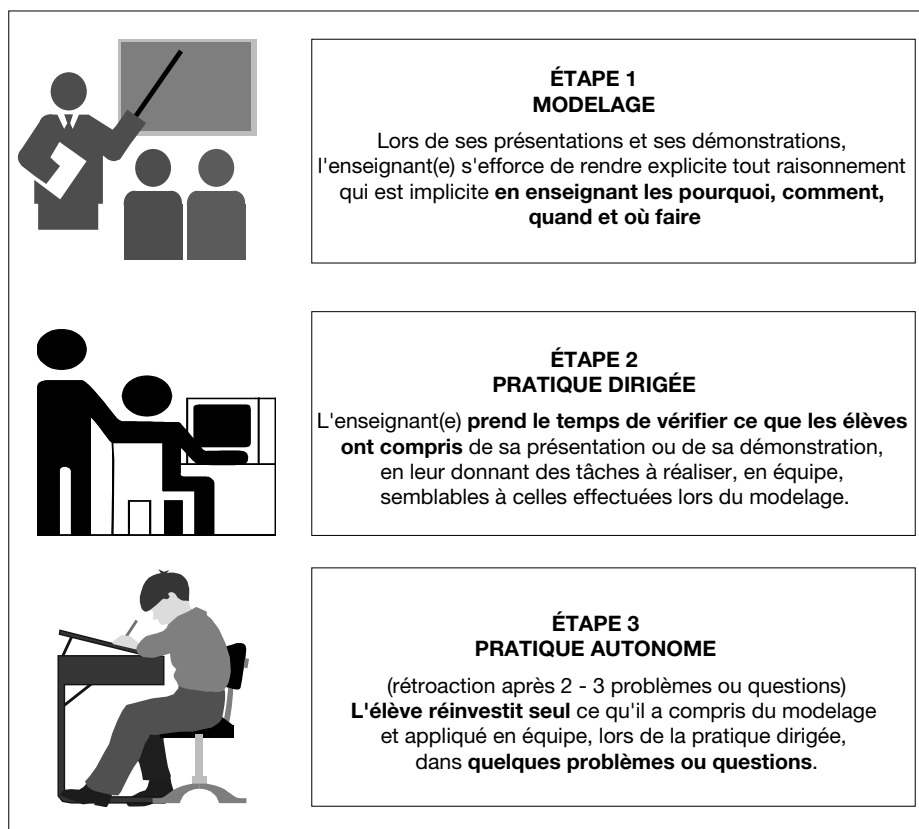 ÉTAPE 1
MODELAGE
Lors de ses présentations et ses démonstrations,
l'enseignant(e) s'efforce de rendre explicite tout raisonnement
qui est implicite en enseignant les pourquoi, comment,
quand et où faire
ÉTAPE 2
PRATIQUE DIRIGÉE
L'enseignant(e) prend le temps de vérifier ce que les élèves
ont compris de sa présentation ou de sa démonstration,
en leur donnant des tâches à réaliser, en équipe,
semblables à celles effectuées lors du modelage.
ÉTAPE 3
PRATIQUE AUTONOME
(rétroaction après 2 - 3 problèmes ou questions)
L'élève réinvestit seul ce qu'il a compris du modelage
et appliqué en équipe, lors de la pratique dirigée,
dans quelques problèmes ou questions.